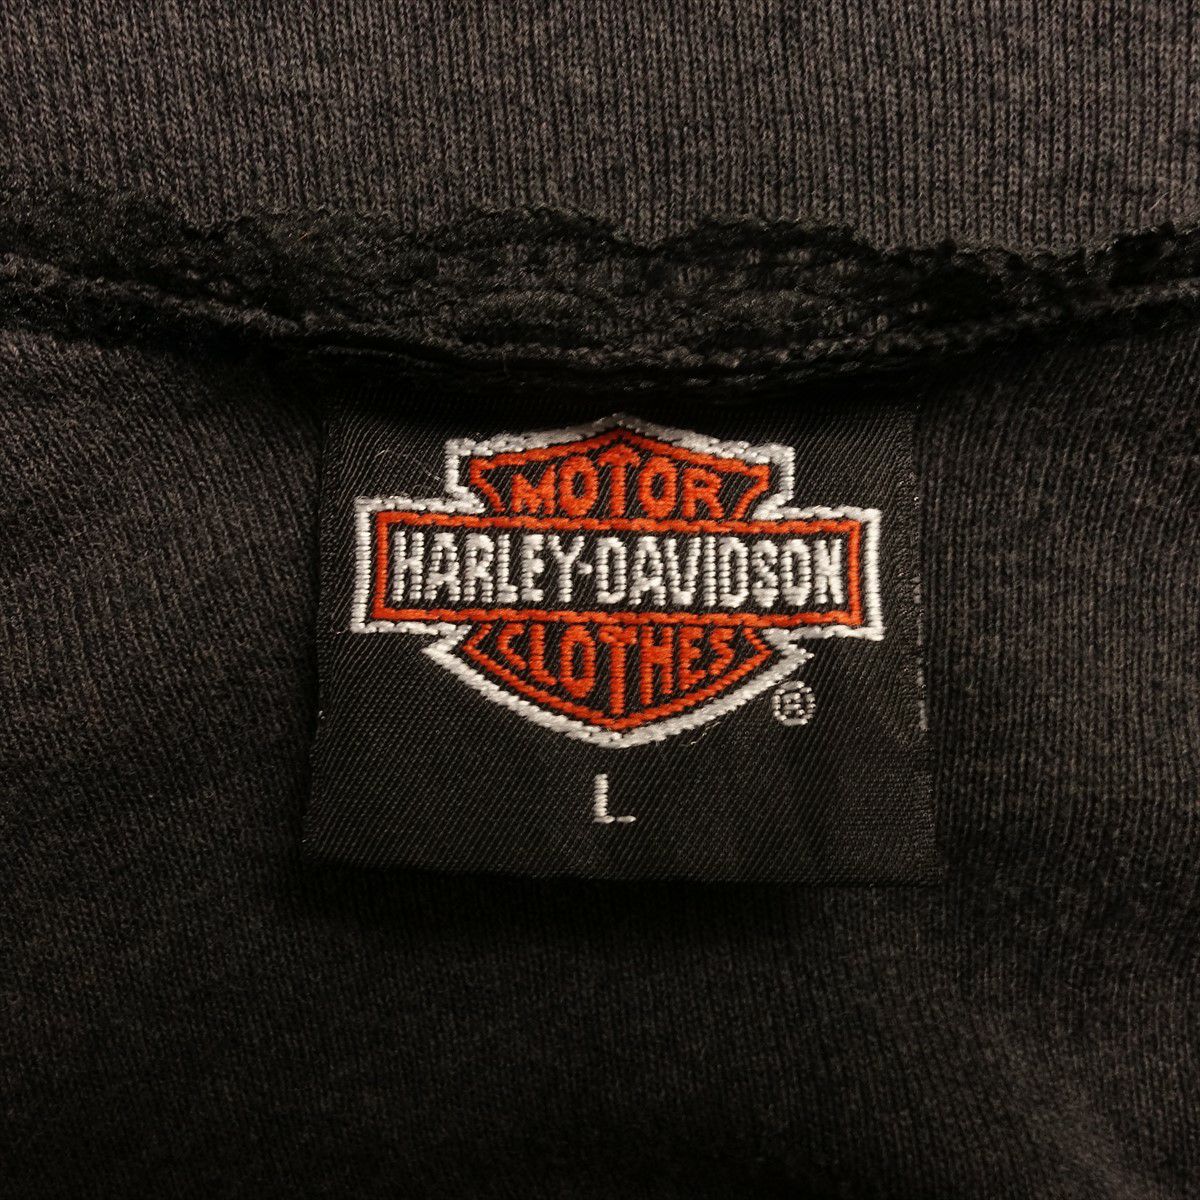 MOTOR
HARLEY-DAVIDSON
CLOTHES
®
L